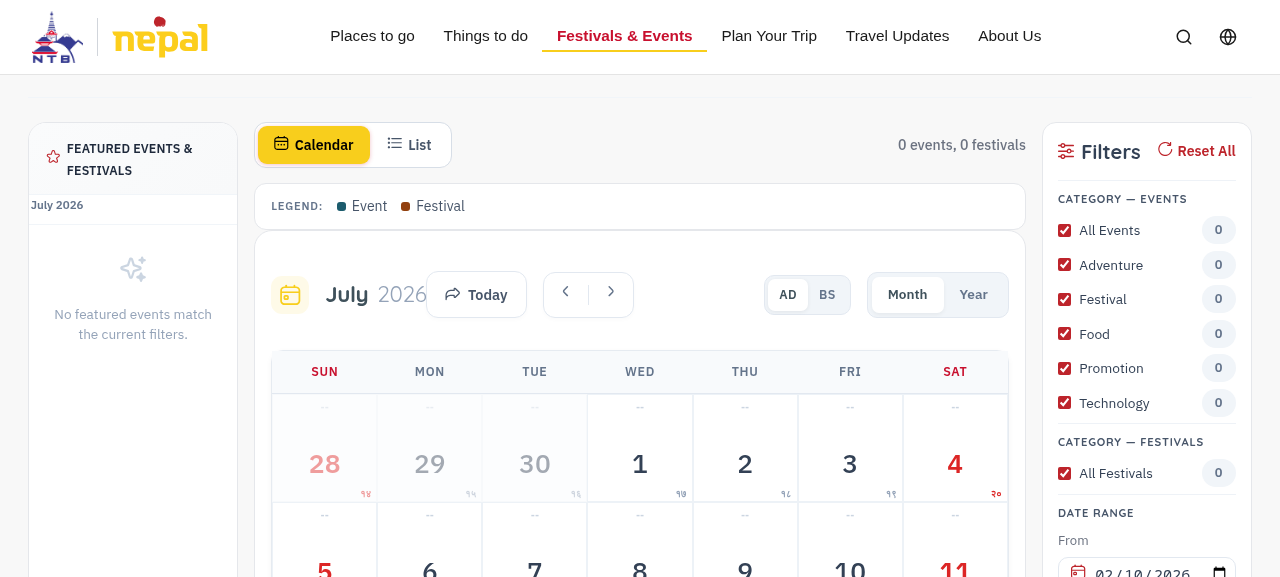 NTB
nepal
Places to go
Things to do
Festivals & Events
Plan Your Trip
Travel Updates
About Us
FEATURED EVENTS &
FESTIVALS
July 2026
No featured events match
the current filters.
Calendar
List
0 events, 0 festivals
LEGEND:
Event
Festival
July 2026
Today
AD
BS
Month
Year
SUN MON TUE WED THU FRI SAT
-- -- -- -- -- -- --
28 29 30 1 2 3 4
१४ १५ १६ १७ १८ १९ २०
-- -- -- -- -- -- --
5 6 7 8 9 10 11
Filters
Reset All
CATEGORY — EVENTS
All Events 0
Adventure 0
Festival 0
Food 0
Promotion 0
Technology 0
CATEGORY — FESTIVALS
All Festivals 0
DATE RANGE
From
02/10/2026